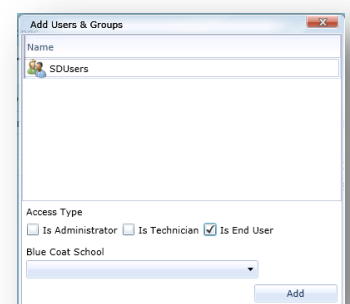 Add Users & Groups
Name
SDUsers
Access Type
Is Administrator Is Technician Is End User
Blue Coat School
Add